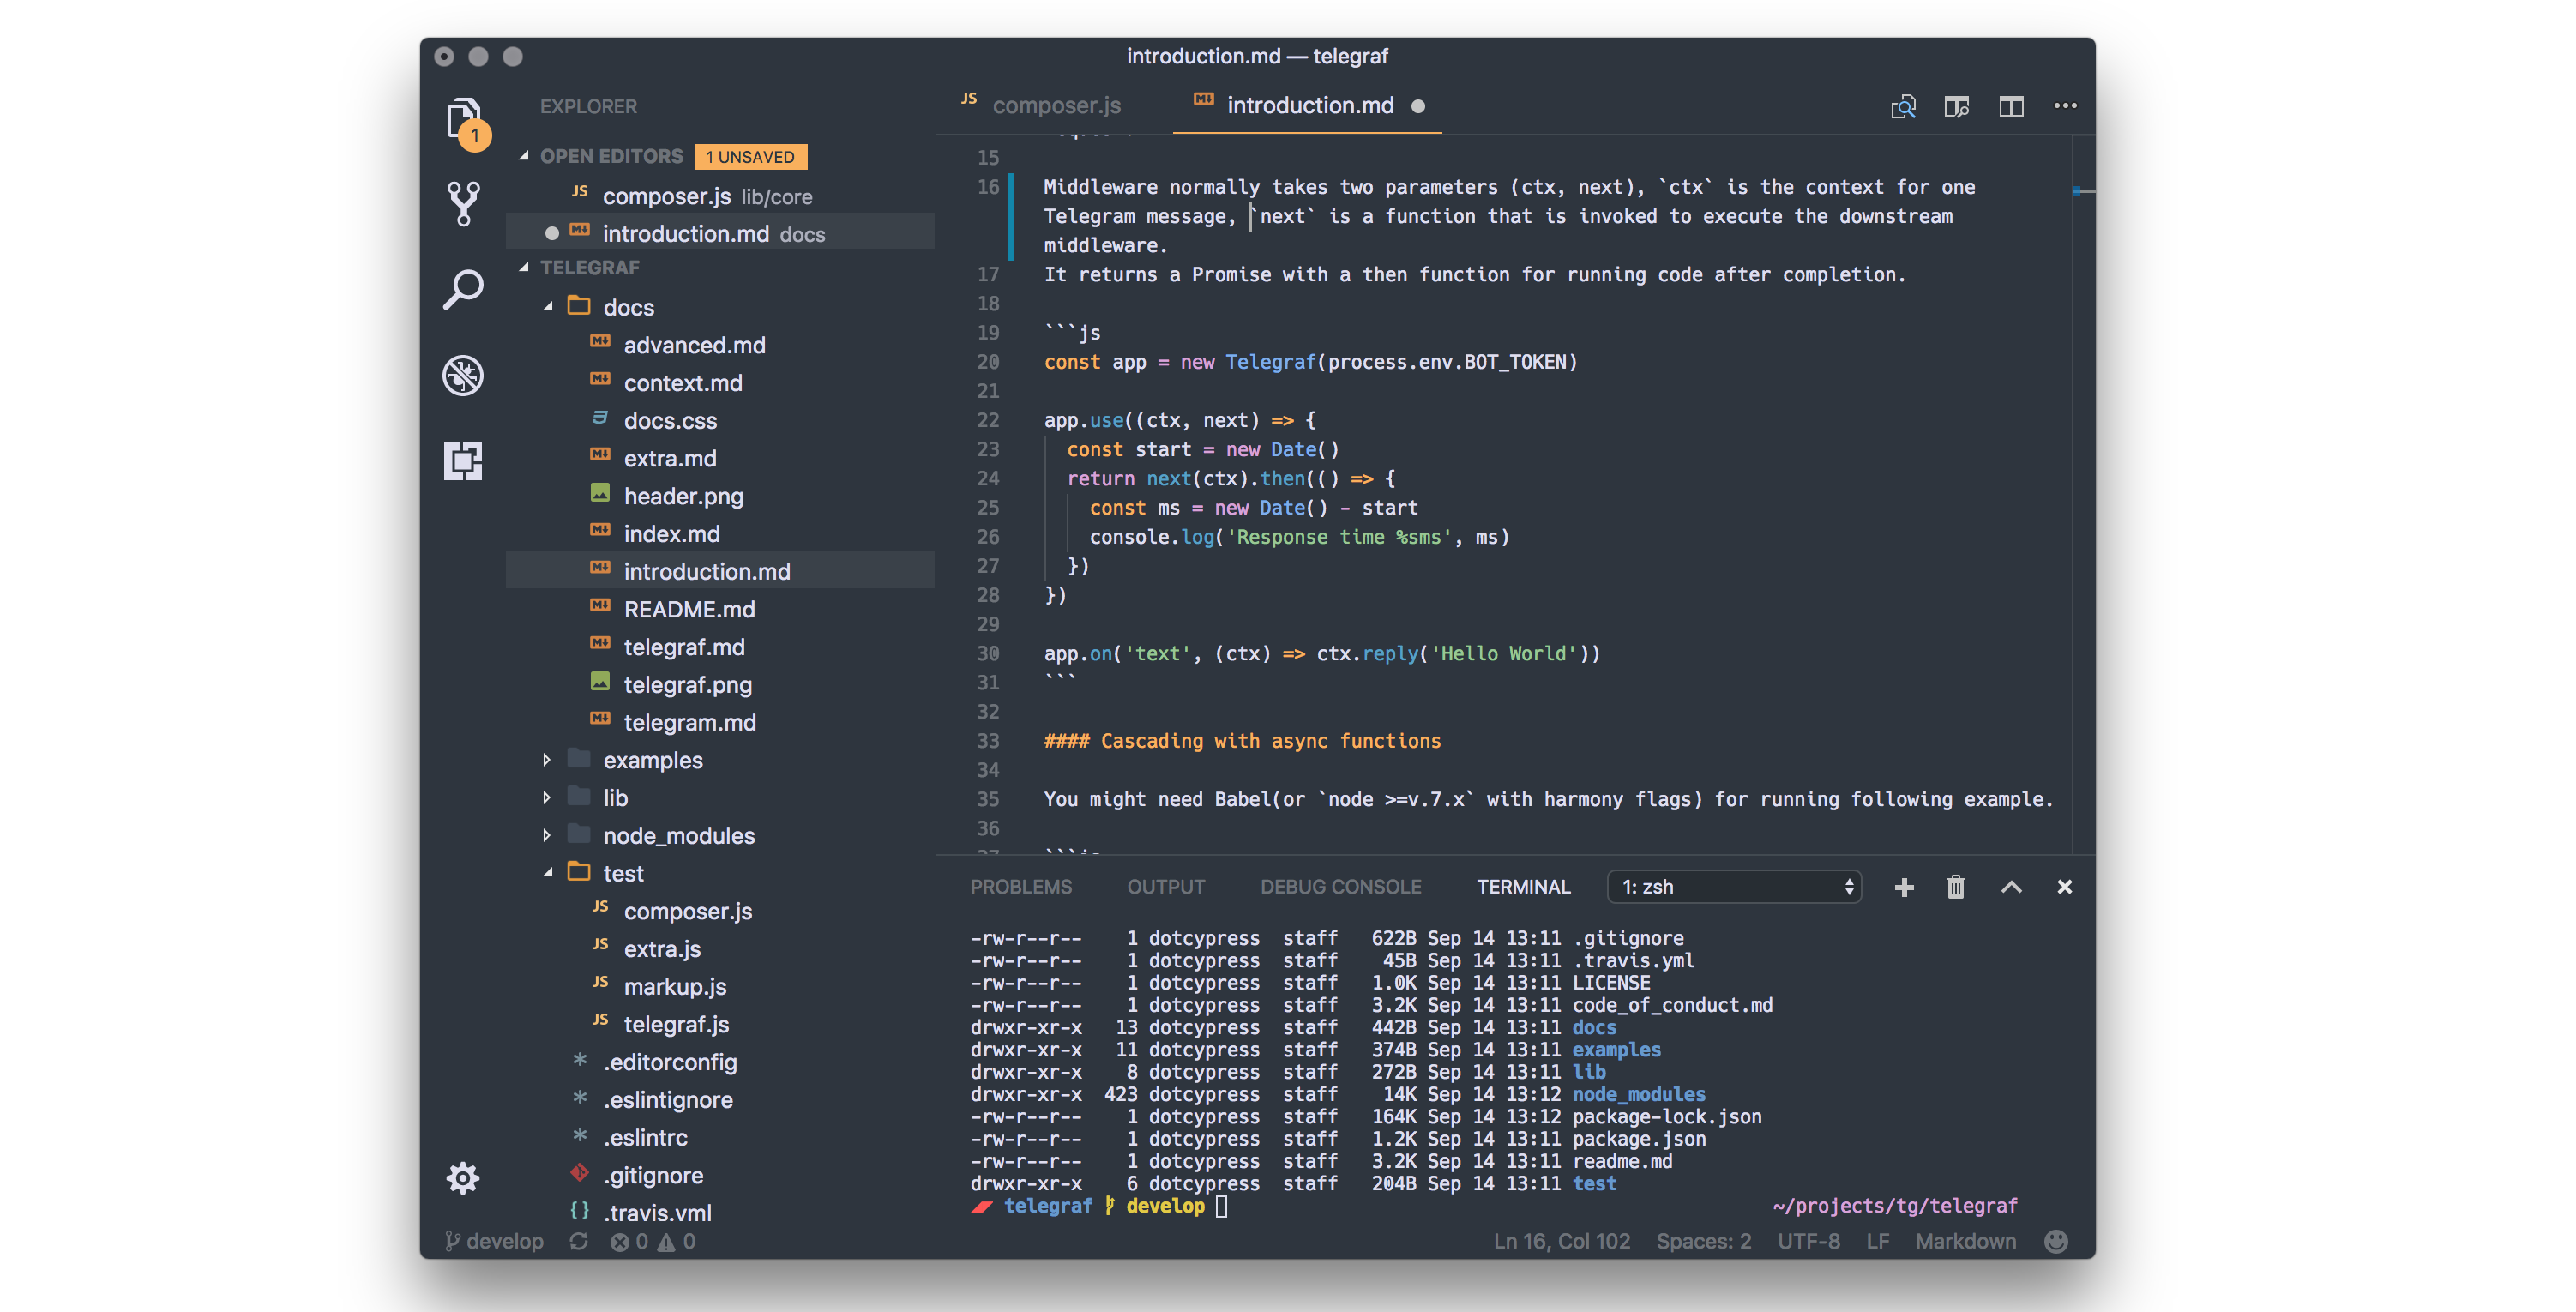 introduction.md — telegraf
1
EXPLORER
OPEN EDITORS 1 UNSAVED
JS composer.js lib/core
M introduction.md docs
TELEGRAF
docs
M advanced.md
M context.md
docs.css
M extra.md
header.png
M index.md
M introduction.md
M README.md
M telegraf.md
telegraf.png
M telegram.md
examples
lib
node_modules
test
JS composer.js
JS extra.js
JS markup.js
JS telegraf.js
* .editorconfig
* .eslintignore
* .eslintrc
.gitignore
{} .travis.yml
JS composer.js M introduction.md
15
16 Middleware normally takes two parameters (ctx, next), `ctx` is the context for one
Telegram message, `next` is a function that is invoked to execute the downstream
middleware.
17 It returns a Promise with a then function for running code after completion.
18
19 ```js
20 const app = new Telegraf(process.env.BOT_TOKEN)
21
22 app.use((ctx, next) => {
23 const start = new Date()
24 return next(ctx).then(() => {
25 const ms = new Date() - start
26 console.log('Response time %sms', ms)
27 })
28 })
29
30 app.on('text', (ctx) => ctx.reply('Hello World'))
31 ```
32
33 #### Cascading with async functions
34
35 You might need Babel(or `node >=v.7.x` with harmony flags) for running following example.
36
37 ```js
PROBLEMS OUTPUT DEBUG CONSOLE TERMINAL 1: zsh
-rw-r--r-- 1 dotcypress staff 622B Sep 14 13:11 .gitignore
-rw-r--r-- 1 dotcypress staff 45B Sep 14 13:11 .travis.yml
-rw-r--r-- 1 dotcypress staff 1.0K Sep 14 13:11 LICENSE
-rw-r--r-- 1 dotcypress staff 3.2K Sep 14 13:11 code_of_conduct.md
drwxr-xr-x 13 dotcypress staff 442B Sep 14 13:11 docs
drwxr-xr-x 11 dotcypress staff 374B Sep 14 13:11 examples
drwxr-xr-x 8 dotcypress staff 272B Sep 14 13:11 lib
drwxr-xr-x 423 dotcypress staff 14K Sep 14 13:12 node_modules
-rw-r--r-- 1 dotcypress staff 164K Sep 14 13:12 package-lock.json
-rw-r--r-- 1 dotcypress staff 1.2K Sep 14 13:11 package.json
-rw-r--r-- 1 dotcypress staff 3.2K Sep 14 13:11 readme.md
drwxr-xr-x 6 dotcypress staff 204B Sep 14 13:11 test
telegraf develop ~/projects/tg/telegraf
develop 0 0 Ln 16, Col 102 Spaces: 2 UTF-8 LF Markdown